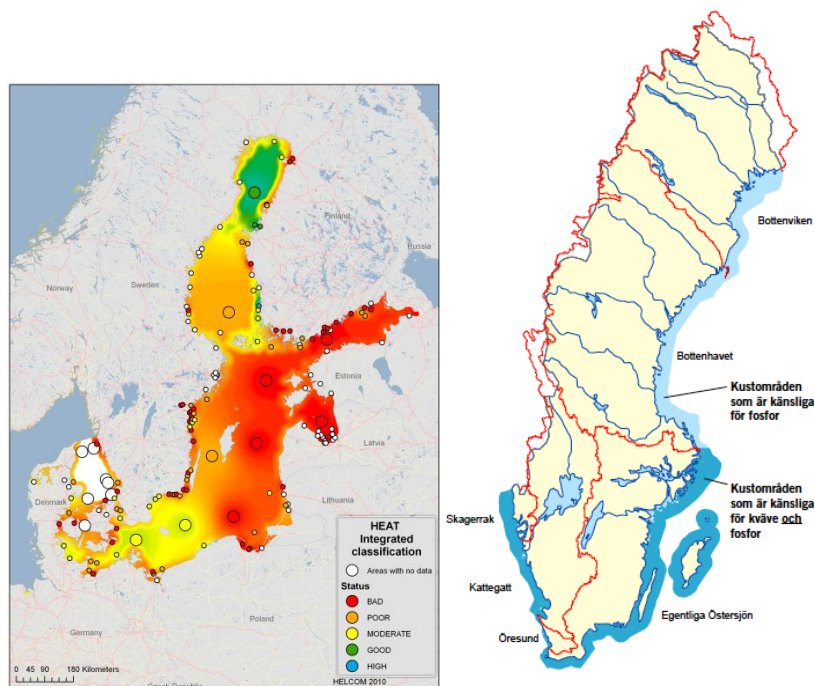 Finland
Russia
Norway
Sweden
Estonia
Latvia
Denmark
Lithuania
Poland
Germany
HEAT
Integrated
classification
Areas with no data
Status
BAD
POOR
MODERATE
GOOD
HIGH
0 45 90 180 Kilometers
HELCOM 2010
Bottenviken
Bottenhavet
Kustområden
som är känsliga
för fosfor
Kustområden
som är känsliga
för kväve och
fosfor
Skagerrak
Kattegatt
Egentliga Östersjön
Öresund